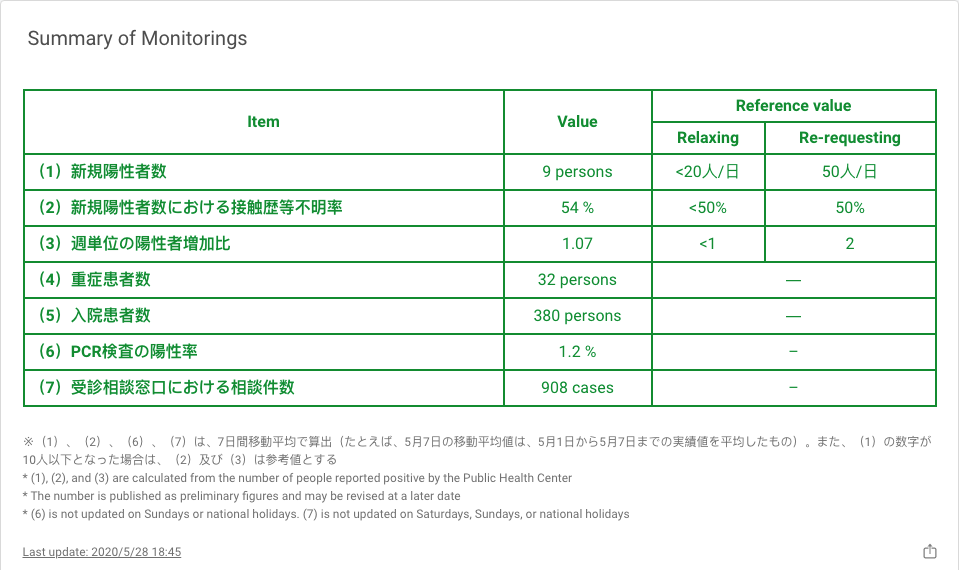 Summary of Monitorings
Item Value Reference value
Relaxing Re-requesting
（1）新規陽性者数 9 persons <20人/日 50人/日
（2）新規陽性者数における接触歴等不明率 54 % <50% 50%
（3）週単位の陽性者増加比 1.07 <1 2
（4）重症患者数 32 persons —
（5）入院患者数 380 persons —
（6）PCR検査の陽性率 1.2 % –
（7）受診相談窓口における相談件数 908 cases –
※（1）、（2）、（6）、（7）は、7日間移動平均で算出（たとえば、5月7日の移動平均値は、5月1日から5月7日までの実績値を平均したもの）。また、（1）の数字が
10人以下となった場合は、（2）及び（3）は参考値とする
* (1), (2), and (3) are calculated from the number of people reported positive by the Public Health Center
* The number is published as preliminary figures and may be revised at a later date
* (6) is not updated on Sundays or national holidays. (7) is not updated on Saturdays, Sundays, or national holidays
Last update: 2020/5/28 18:45